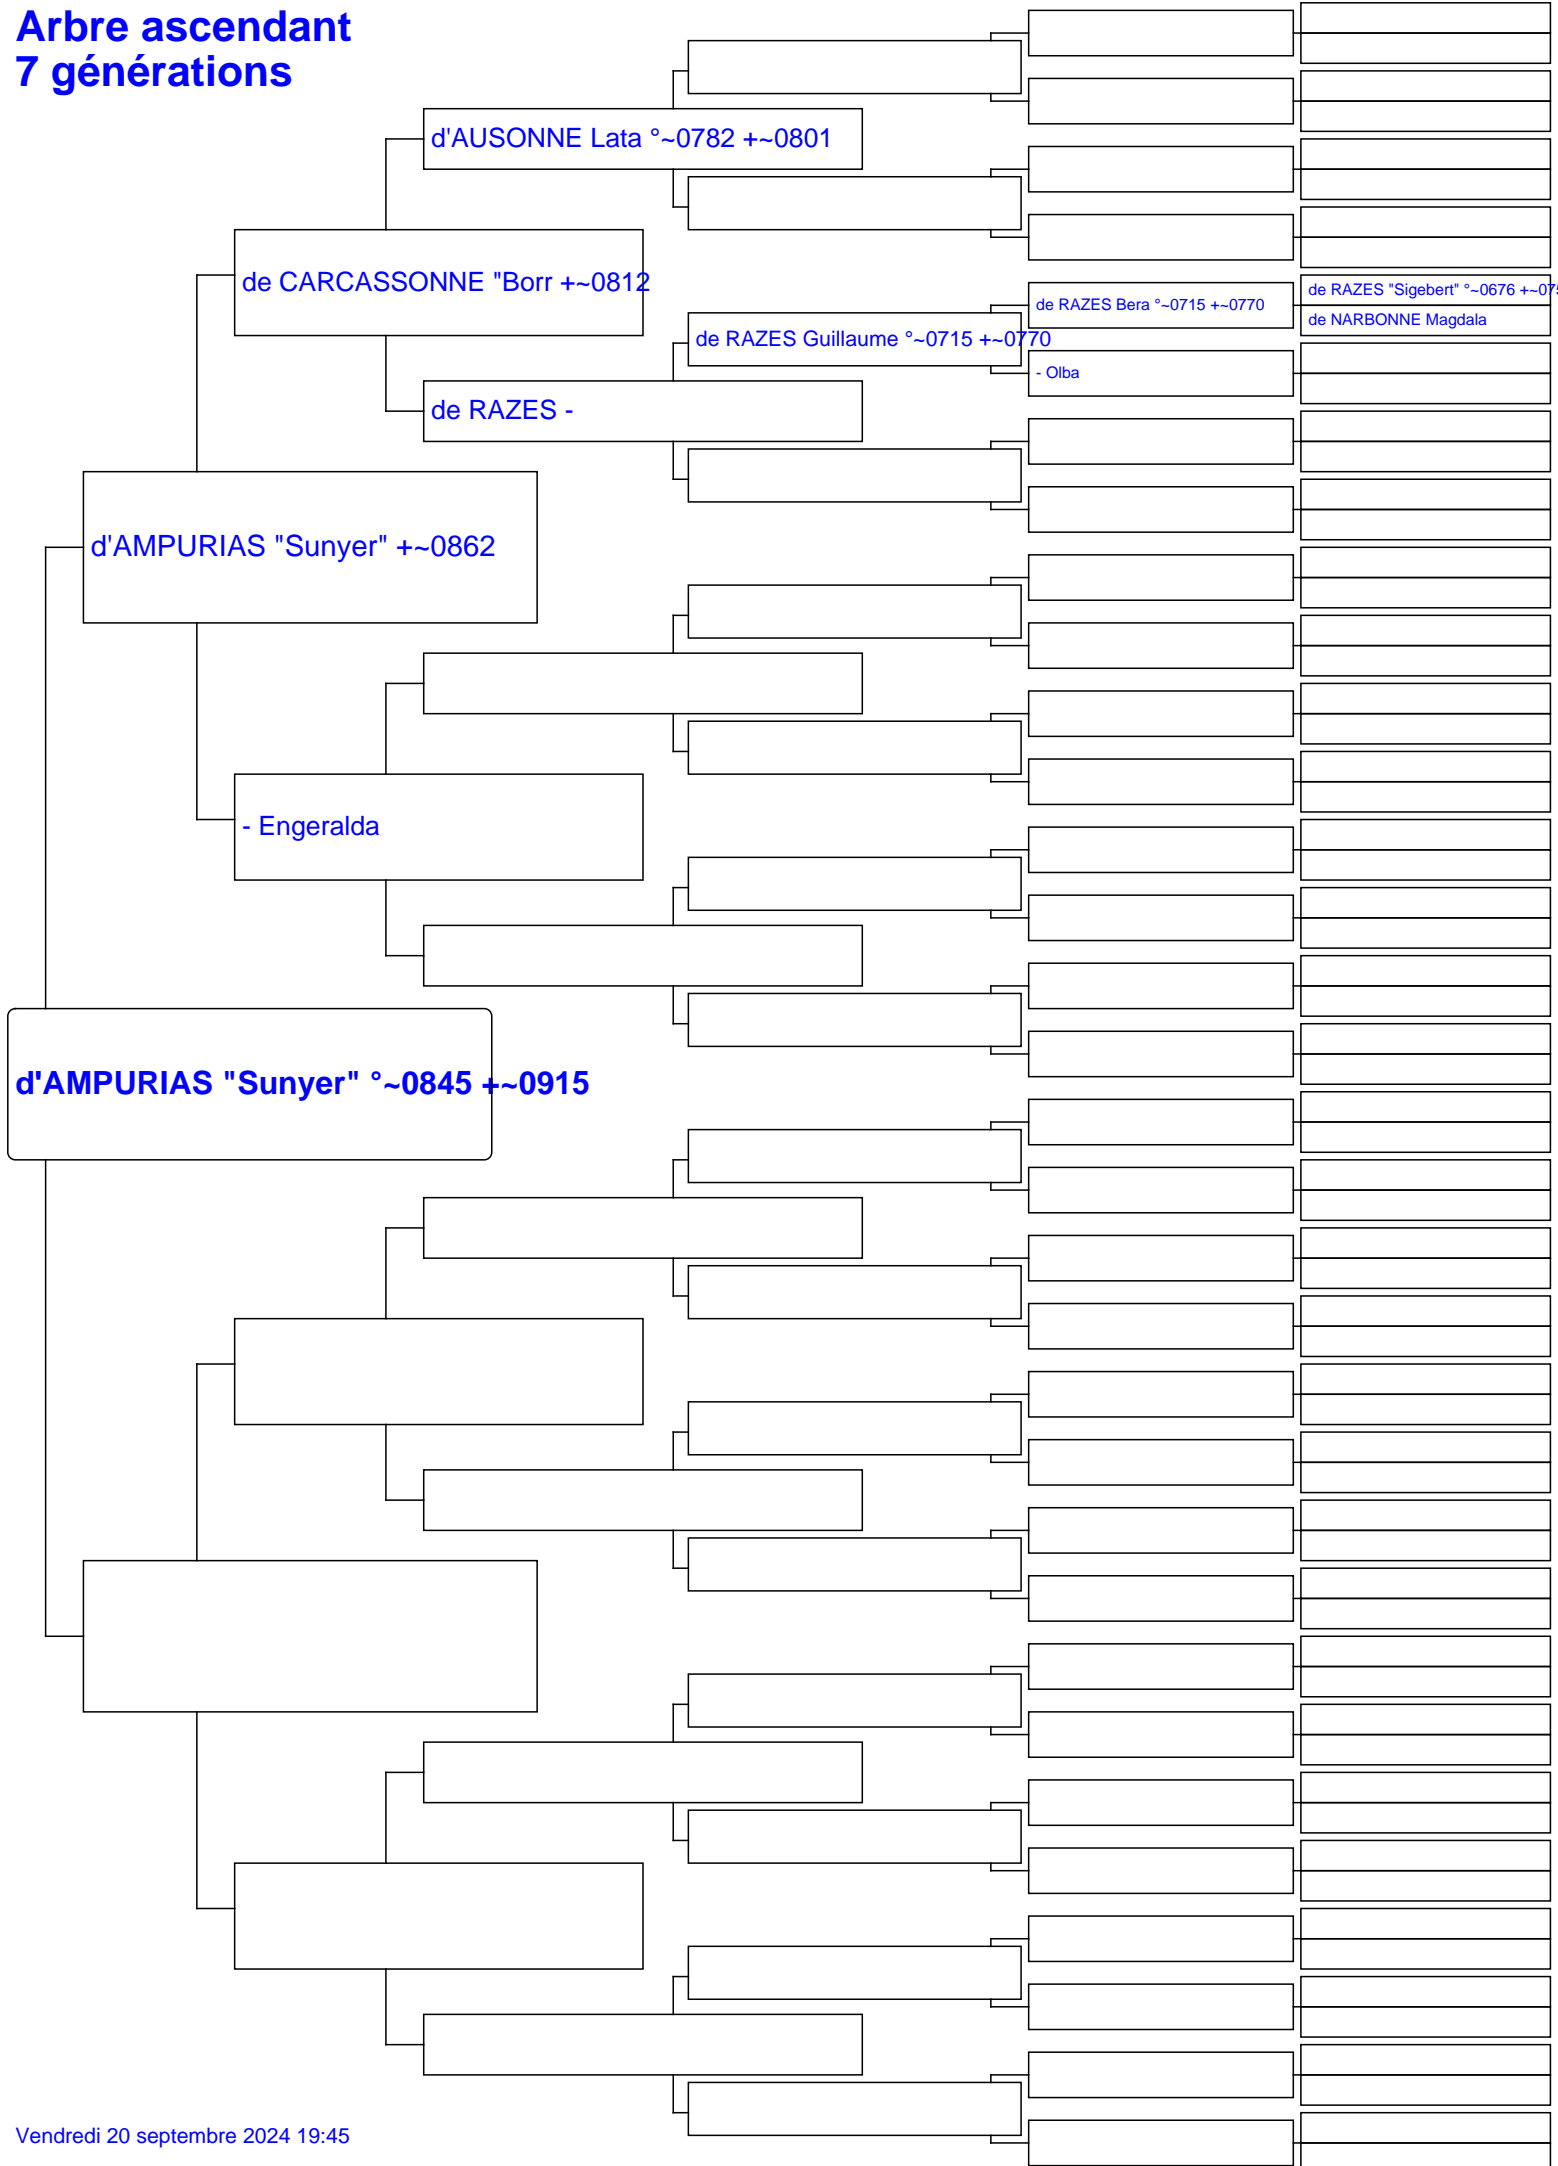 Arbre ascendant
7 générations
d'AUSONNE Lata °~0782 +~0801
de CARCASSONNE "Borr +~0812
de RAZES "Sigebert" °~0676 +~075
de RAZES Bera °~0715 +~0770
de NARBONNE Magdala
de RAZES Guillaume °~0715 +~0770
- Olba
de RAZES -
d'AMPURIAS "Sunyer" +~0862
- Engeralda
d'AMPURIAS "Sunyer" °~0845 +~0915
Vendredi 20 septembre 2024 19:45